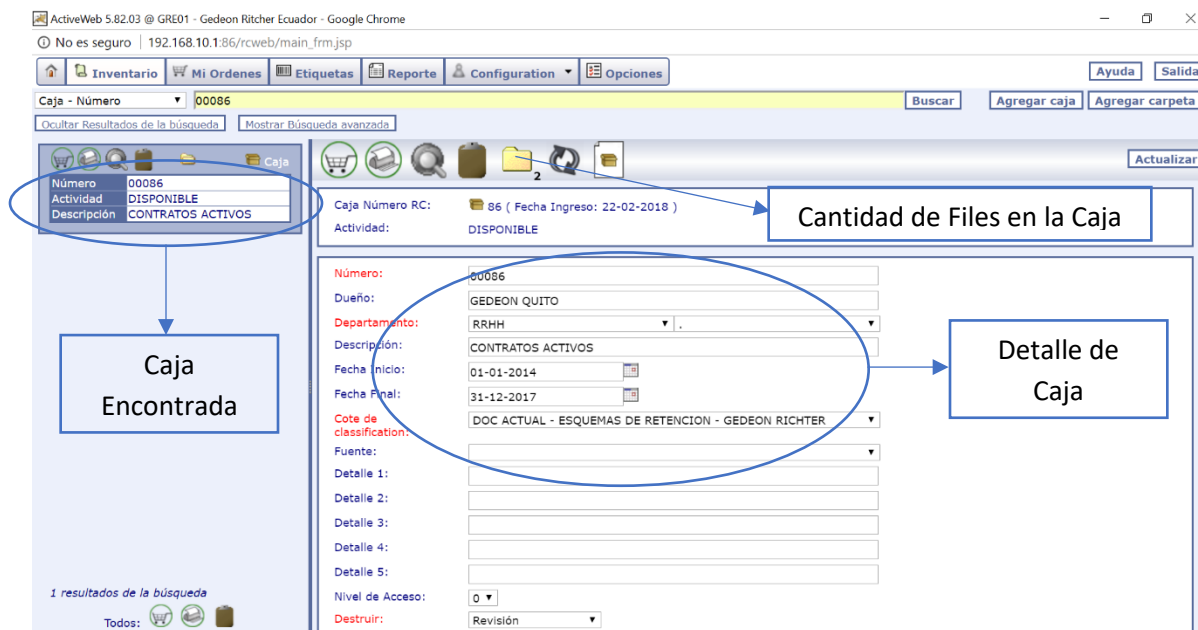 ActiveWeb 5.82.03 @ GRE01 - Gedeon Ritcher Ecuador - Google Chrome
No es seguro | 192.168.10.1:86/rcweb/main_frm.jsp
Inventario Mi Ordenes Etiquetas Reporte Configuration Opciones Ayuda Salida
Caja - Número 00086 Buscar Agregar caja Agregar carpeta
Ocultar Resultados de la búsqueda Mostrar Búsqueda avanzada
Caja
Número 00086
Actividad DISPONIBLE
Descripción CONTRATOS ACTIVOS
Caja
Encontrada
1 resultados de la búsqueda
Todos:
2
Actualizar
Caja Número RC: 86 ( Fecha Ingreso: 22-02-2018 )
Actividad: DISPONIBLE
Cantidad de Files en la Caja
Número: 00086
Dueño: GEDEON QUITO
Departamento: RRHH .
Descripción: CONTRATOS ACTIVOS
Fecha Inicio: 01-01-2014
Fecha Final: 31-12-2017
Cote de
classification: DOC ACTUAL - ESQUEMAS DE RETENCION - GEDEON RICHTER
Fuente:
Detalle 1:
Detalle 2:
Detalle 3:
Detalle 4:
Detalle 5:
Nivel de Acceso: 0
Destruir: Revisión
Detalle de
Caja